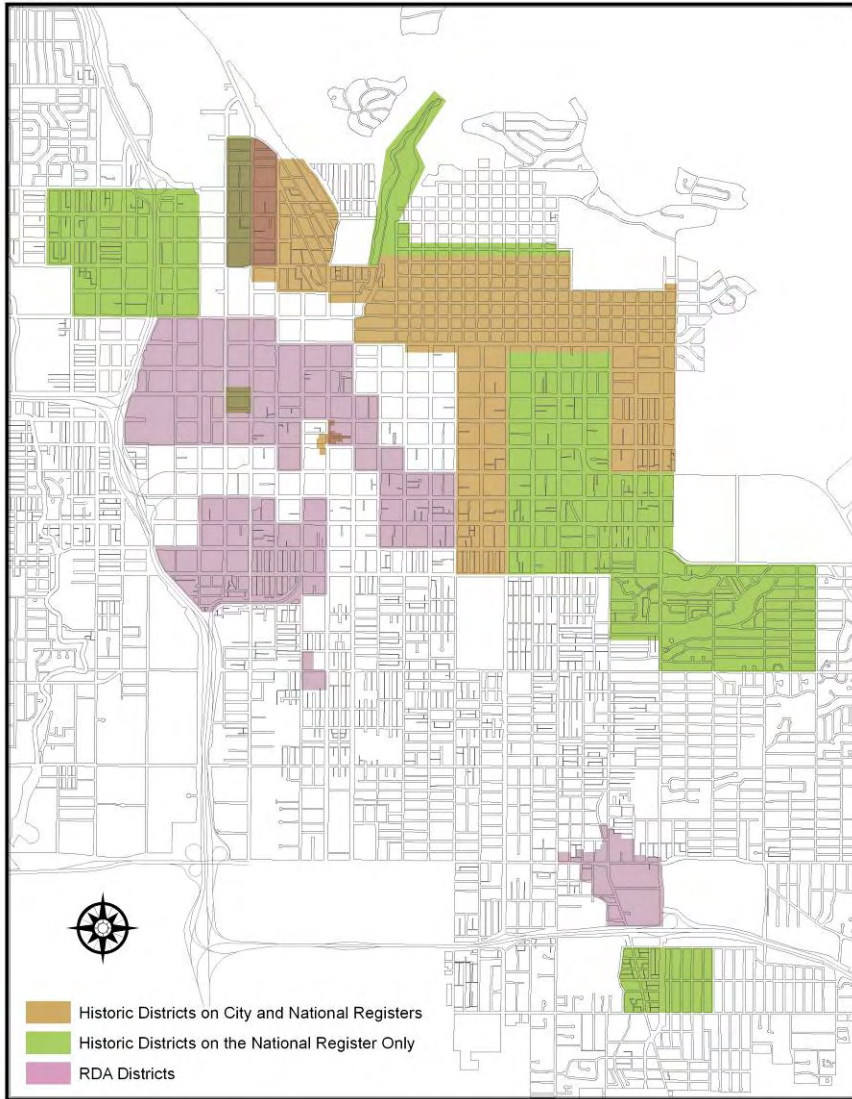 Historic Districts on City and National Registers
Historic Districts on the National Register Only
RDA Districts